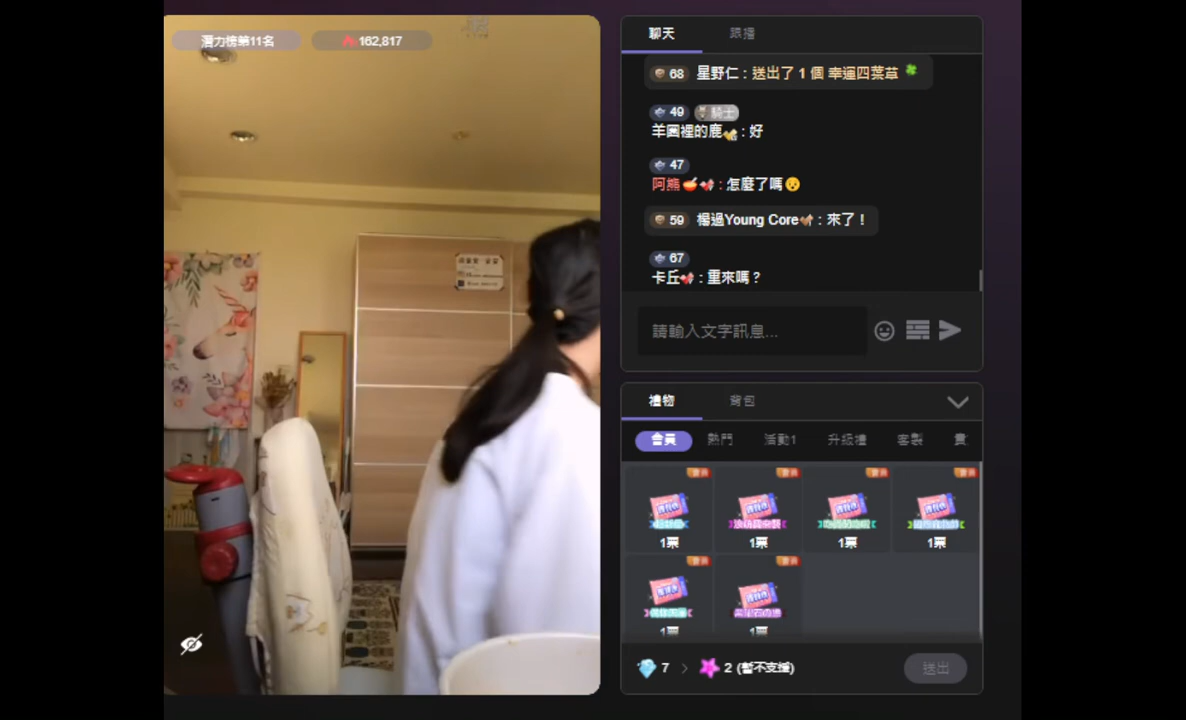 潛力榜第11名
162,817
聊天
跟播
68 星野仁：送出了 1 個 幸運四葉草
49 騎士
羊圈裡的鹿：好
47
阿熊：怎麼了嗎
59 楊過Young Core：來了！
67
卡丘：重來嗎？
請輸入文字訊息...
禮物
背包
會員
熱門
活動1
升級禮
客製
1票
1票
1票
1票
1票
1票
7
2 (暫不支援)
送出